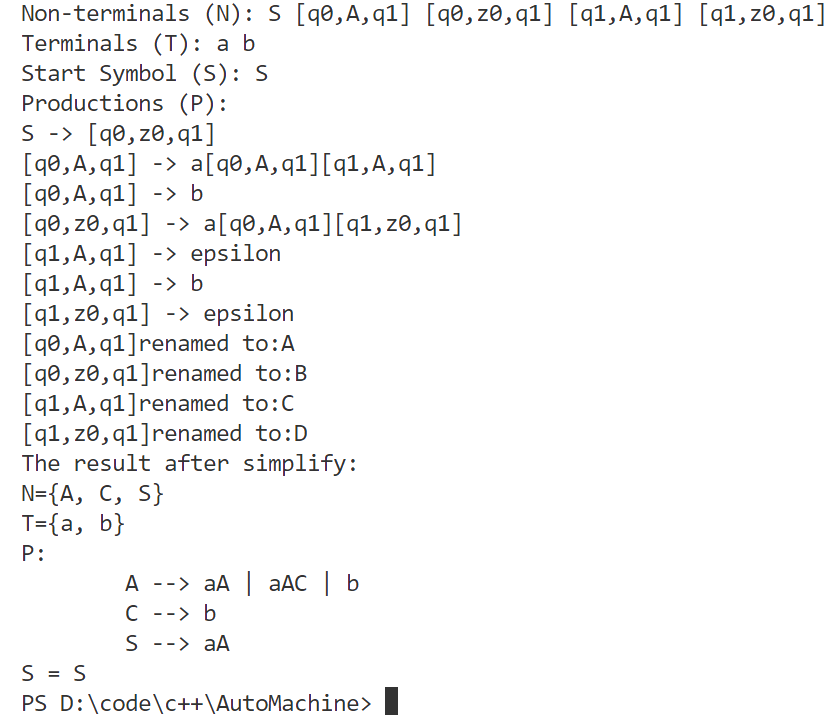 Non-terminals (N): S [q0,A,q1] [q0,z0,q1] [q1,A,q1] [q1,z0,q1]
Terminals (T): a b
Start Symbol (S): S
Productions (P):
S -> [q0,z0,q1]
[q0,A,q1] -> a[q0,A,q1][q1,A,q1]
[q0,A,q1] -> b
[q0,z0,q1] -> a[q0,A,q1][q1,z0,q1]
[q1,A,q1] -> epsilon
[q1,A,q1] -> b
[q1,z0,q1] -> epsilon
[q0,A,q1]renamed to:A
[q0,z0,q1]renamed to:B
[q1,A,q1]renamed to:C
[q1,z0,q1]renamed to:D
The result after simplify:
N={A, C, S}
T={a, b}
P:
A --> aA | aAC | b
C --> b
S --> aA
S = S
PS D:\code\c++\AutoMachine>